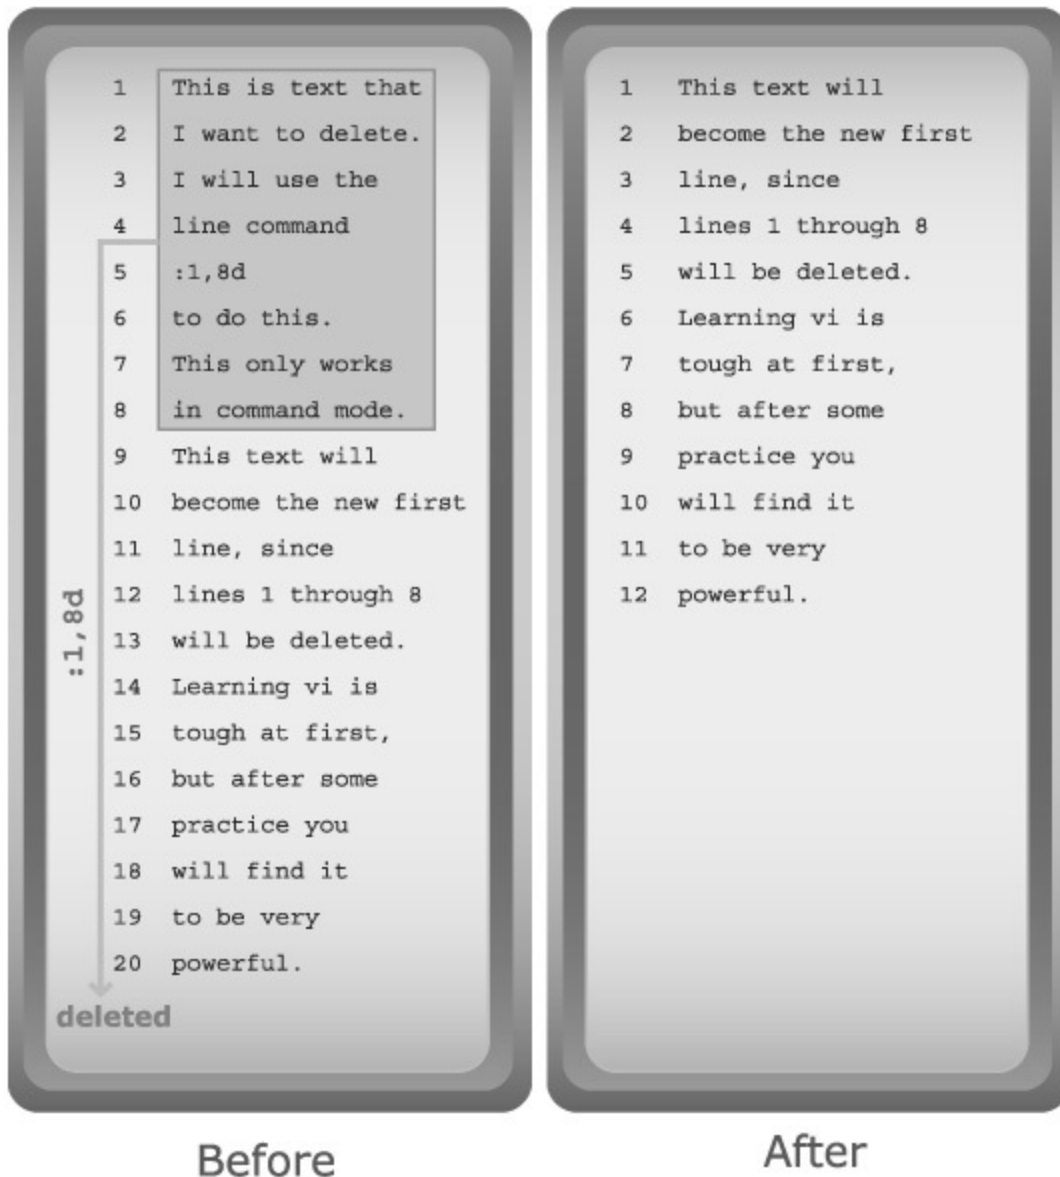 1 This is text that
2 I want to delete.
3 I will use the
4 line command
5 :1,8d
6 to do this.
7 This only works
8 in command mode.
9 This text will
10 become the new first
11 line, since
12 lines 1 through 8
13 will be deleted.
14 Learning vi is
15 tough at first,
16 but after some
17 practice you
18 will find it
19 to be very
20 powerful.
:1,8d
deleted
Before
1 This text will
2 become the new first
3 line, since
4 lines 1 through 8
5 will be deleted.
6 Learning vi is
7 tough at first,
8 but after some
9 practice you
10 will find it
11 to be very
12 powerful.
After